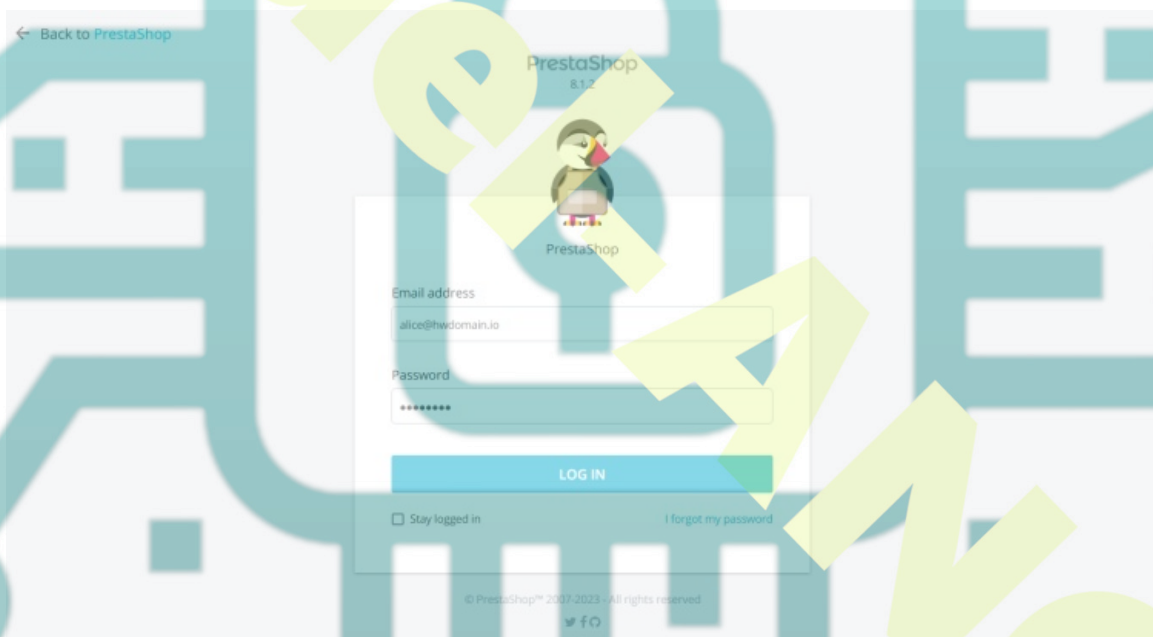 ← Back to PrestaShop
PrestaShop
8.1.2
PrestaShop
Email address
alice@hwdomain.io
Password
••••••••
LOG IN
Stay logged in
I forgot my password
© PrestaShop™ 2007-2023 - All rights reserved